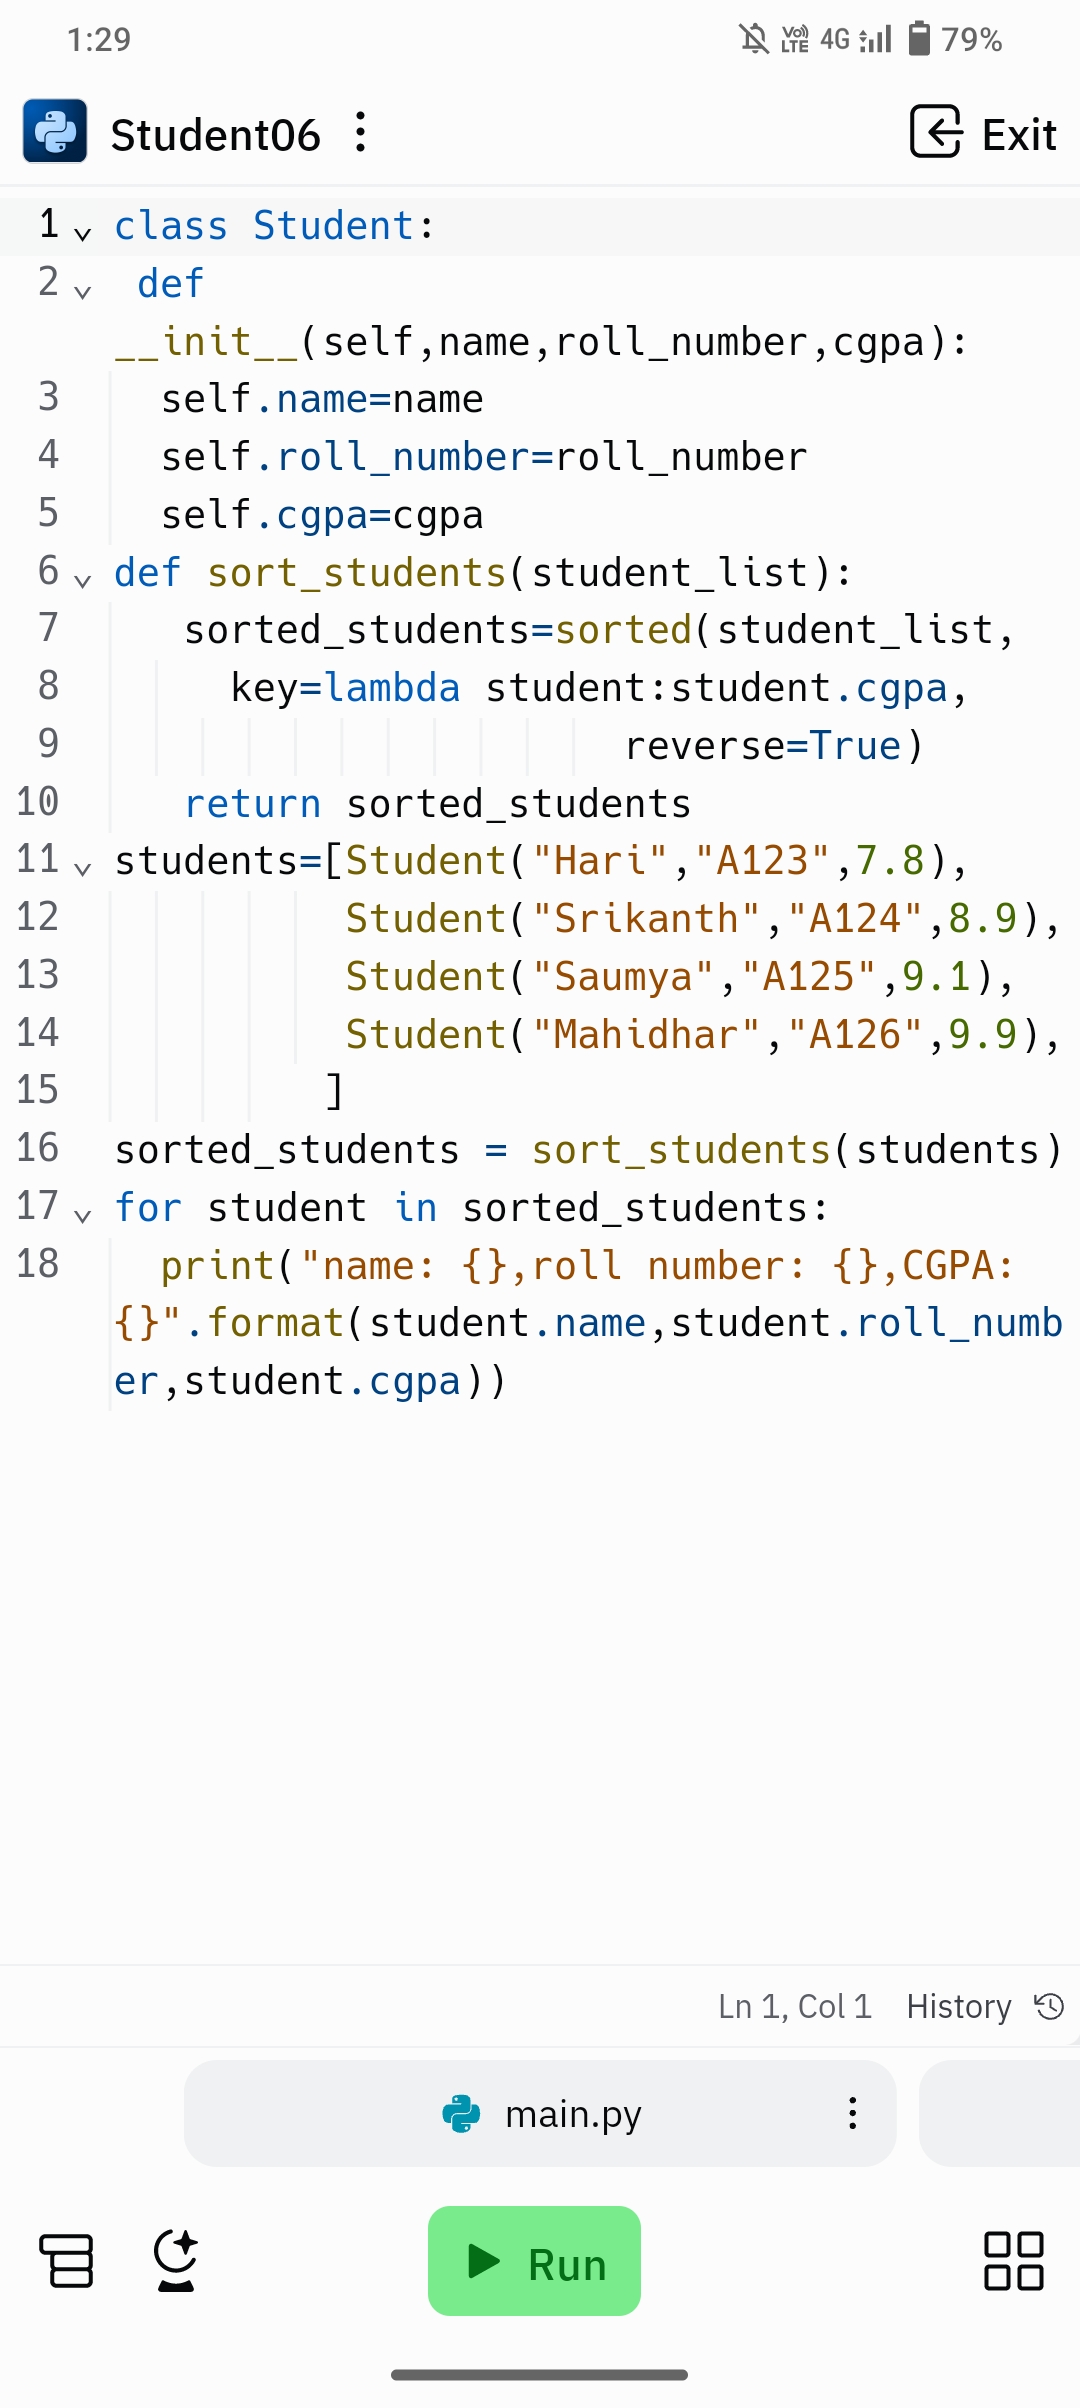 1:29 Vo) LTE 4G 79%
Student06 Exit
1 class Student:
2 def
__init__(self,name,roll_number,cgpa):
3 self.name=name
4 self.roll_number=roll_number
5 self.cgpa=cgpa
6 def sort_students(student_list):
7 sorted_students=sorted(student_list,
8 key=lambda student:student.cgpa,
9 reverse=True)
10 return sorted_students
11 students=[Student("Hari","A123",7.8),
12 Student("Srikanth","A124",8.9),
13 Student("Saumya","A125",9.1),
14 Student("Mahidhar","A126",9.9),
15 ]
16 sorted_students = sort_students(students)
17 for student in sorted_students:
18 print("name: {},roll number: {},CGPA:
{}".format(student.name,student.roll_numb
er,student.cgpa))
Ln 1, Col 1 History
main.py
Run